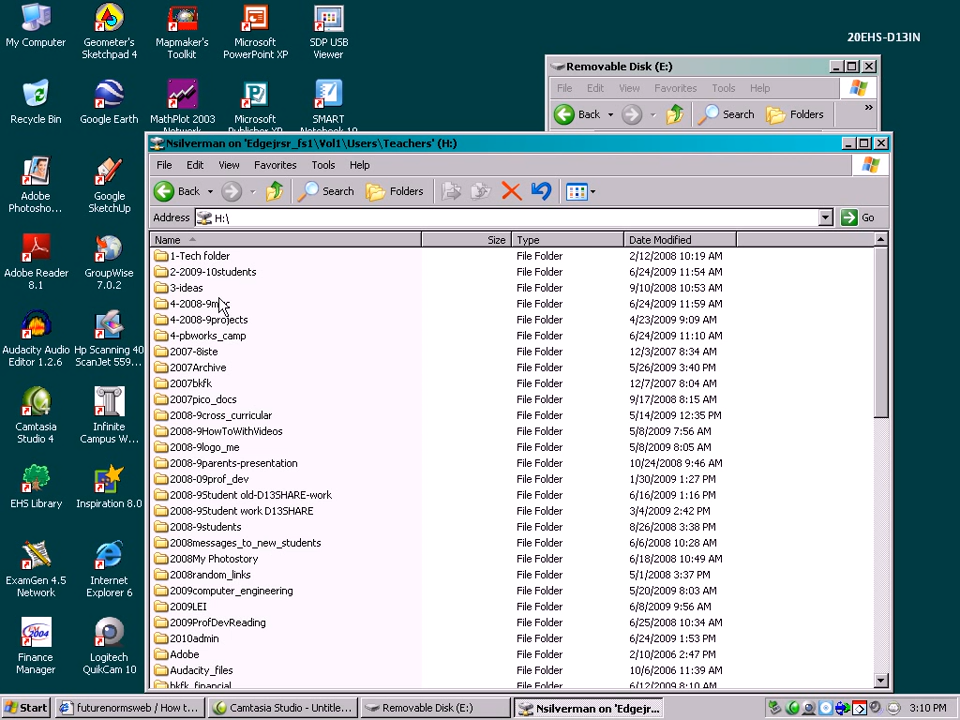 My Computer
Geometer's
Sketchpad 4
Mapmaker's
Toolkit
Microsoft
PowerPoint XP
SDP USB
Viewer
20EHS-D13IN
Recycle Bin
Google Earth
MathPlot 2003
Microsoft
SMART
Removable Disk (E:)
File Edit View Favorites Tools Help
Back Search Folders »
Adobe
Photosho...
Google
SketchUp
Adobe Reader
8.1
GroupWise
7.0.2
Audacity Audio
Editor 1.2.6
Hp Scanning 40
ScanJet 559...
Camtasia
Studio 4
Infinite
Campus W...
EHS Library
Inspiration 8.0
ExamGen 4.5
Network
Internet
Explorer 6
2004
Finance
Manager
Logitech
QuikCam 10
Nsilverman on 'Edgejrsr_fs1\Vol1\Users\Teachers' (H:)
File Edit View Favorites Tools Help
Back Search Folders
Address H:\ Go
Name Size Type Date Modified
1-Tech folder File Folder 2/12/2008 10:19 AM
2-2009-10students File Folder 6/24/2009 11:54 AM
3-ideas File Folder 9/10/2008 10:53 AM
File Folder 6/24/2009 11:59 AM
4-2008-9projects File Folder 4/23/2009 9:09 AM
4-pbworks_camp File Folder 6/24/2009 11:10 AM
2007-8iste File Folder 12/3/2007 8:34 AM
2007Archive File Folder 5/26/2009 3:40 PM
2007bkfk File Folder 12/7/2007 8:04 AM
2007pico_docs File Folder 9/17/2008 8:15 AM
2008-9cross_curricular File Folder 5/14/2009 12:35 PM
2008-9HowToWithVideos File Folder 5/8/2009 7:56 AM
2008-9logo_me File Folder 5/8/2009 8:05 AM
2008-9parents-presentation File Folder 10/24/2008 9:46 AM
2008-09prof_dev File Folder 1/30/2009 1:27 PM
2008-9Student old-D13SHARE-work File Folder 6/16/2009 1:16 PM
2008-9Student work D13SHARE File Folder 3/4/2009 2:42 PM
2008-9students File Folder 8/26/2008 3:38 PM
2008messages_to_new_students File Folder 6/6/2008 10:28 AM
2008My Photostory File Folder 6/18/2008 10:49 AM
2008random_links File Folder 5/1/2008 3:37 PM
2009computer_engineering File Folder 5/20/2009 8:03 AM
2009LEI File Folder 6/8/2009 9:56 AM
2009ProfDevReading File Folder 6/25/2008 10:34 AM
2010admin File Folder 6/24/2009 1:53 PM
Adobe File Folder 2/10/2006 2:47 PM
Audacity_files File Folder 10/6/2006 11:39 AM
bkfk_financial File Folder 6/12/2009 8:10 AM
Start futurenormsweb / How t... Camtasia Studio - Untitle... Removable Disk (E:) Nsilverman on 'Edgejr... 3:10 PM